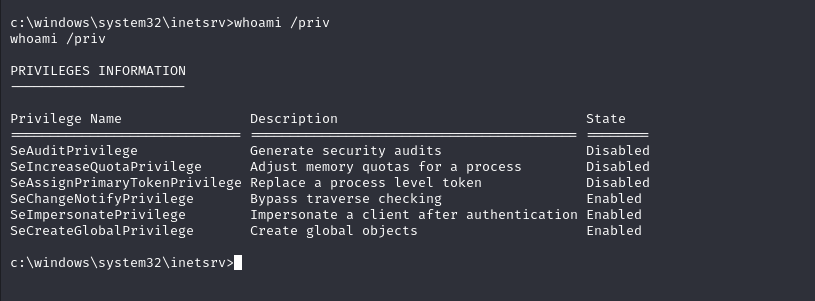 c:\windows\system32\inetsrv>whoami /priv
whoami /priv
PRIVILEGES INFORMATION
----------------------
Privilege Name Description State
============================= ========================================= ========
SeAuditPrivilege Generate security audits Disabled
SeIncreaseQuotaPrivilege Adjust memory quotas for a process Disabled
SeAssignPrimaryTokenPrivilege Replace a process level token Disabled
SeChangeNotifyPrivilege Bypass traverse checking Enabled
SeImpersonatePrivilege Impersonate a client after authentication Enabled
SeCreateGlobalPrivilege Create global objects Enabled
c:\windows\system32\inetsrv>